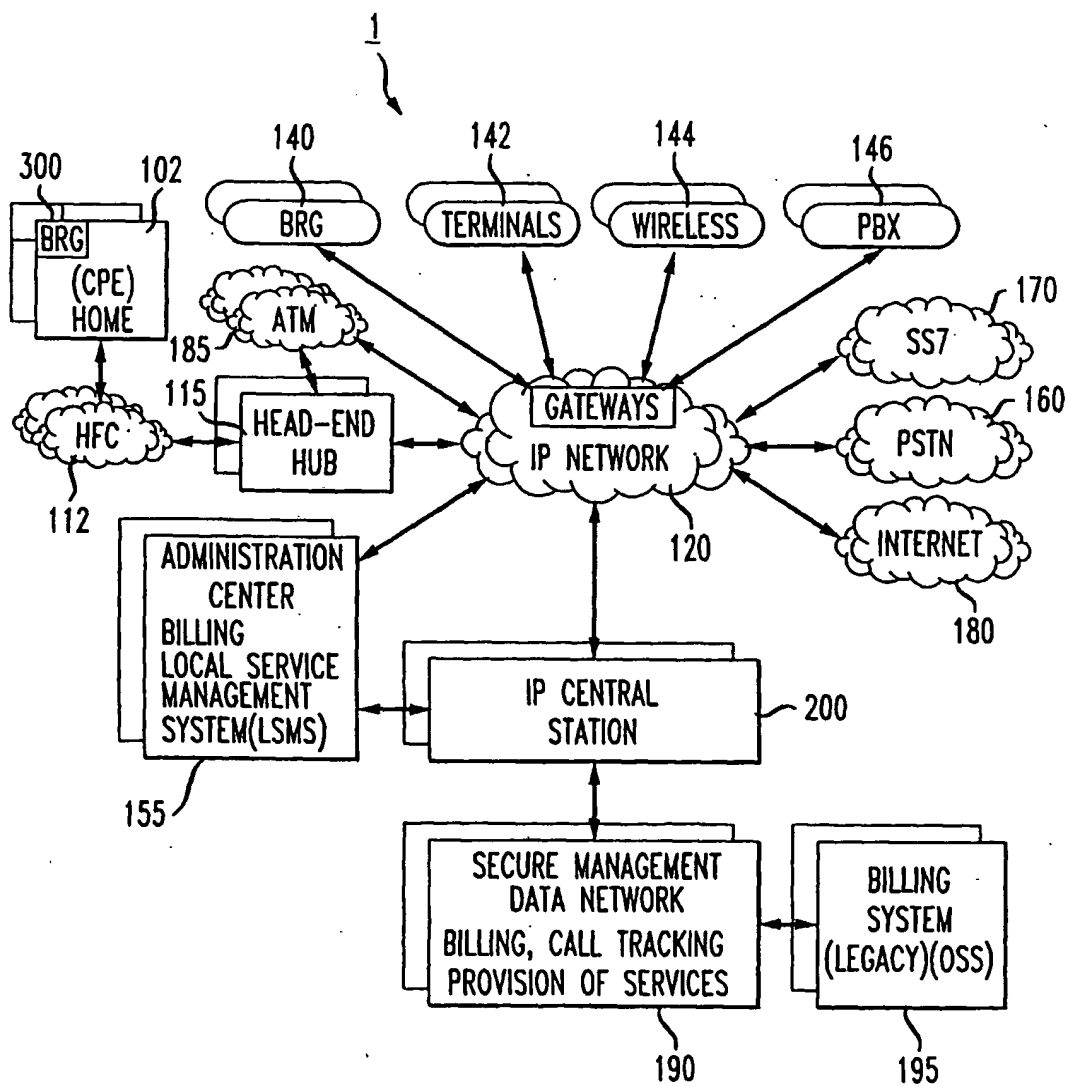 1
140
142
144
146
300
102
BRG
TERMINALS
WIRELESS
PBX
BRG
(CPE)
HOME
ATM
185
170
SS7
115
GATEWAYS
160
HFC
HEAD-END
HUB
IP NETWORK
PSTN
112
120
INTERNET
180
ADMINISTRATION
CENTER
BILLING
LOCAL SERVICE
MANAGEMENT
SYSTEM(LSMS)
IP CENTRAL
STATION
200
155
SECURE MANAGEMENT
DATA NETWORK
BILLING, CALL TRACKING
PROVISION OF SERVICES
BILLING
SYSTEM
(LEGACY)(OSS)
190
195